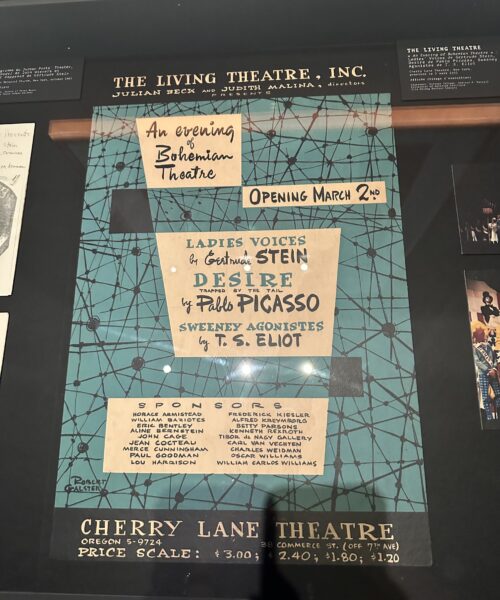 THE LIVING THEATRE, INC.
JULIAN BECK AND JUDITH MALINA, directors
PRESENTS
An evening
of
Bohemian
Theatre
OPENING MARCH 2ND
LADIES VOICES
by Gertrude STEIN
DESIRE
TRAPPED BY THE TAIL
by Pablo PICASSO
SWEENEY AGONISTES
by T. S. ELIOT
SPONSORS
HORACE ARMISTEAD
WILLIAM BAZIOTES
ERIC BENTLEY
ALINE BERNSTEIN
JOHN CAGE
JEAN COCTEAU
MERCE CUNNINGHAM
PAUL GOODMAN
LOU HARRISON
FREDERICK KIESLER
ALFRED KREYMBORG
BETTY PARSONS
KENNETH REXROTH
TIBOR de NAGY GALLERY
CARL VAN VECHTEN
CHARLES WEIDMAN
OSCAR WILLIAMS
WILLIAM CARLOS WILLIAMS
ROBERT
GALSTER
CHERRY LANE THEATRE
OREGON 5-9724
38 COMMERCE ST. (OFF 7TH AVE)
PRICE SCALE: $3.00; $2.40; $1.80; $1.20
THE LIVING THEATRE